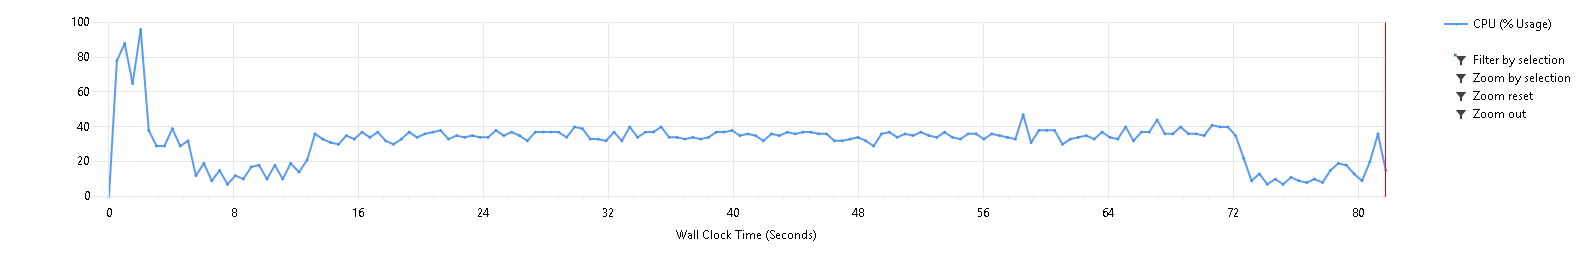 100
80
60
40
20
0
0 8 16 24 32 40 48 56 64 72 80
Wall Clock Time (Seconds)
CPU (% Usage)
Filter by selection
Zoom by selection
Zoom reset
Zoom out